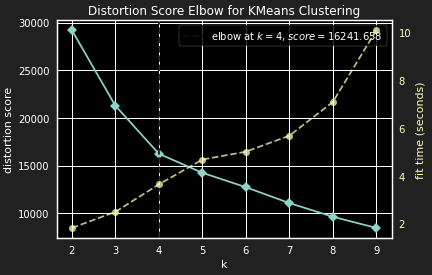 Distortion Score Elbow for KMeans Clustering
elbow at k = 4, score = 16241.658
30000
25000
20000
15000
10000
distortion score
10
8
6
4
2
fit time (seconds)
2 3 4 5 6 7 8 9
k